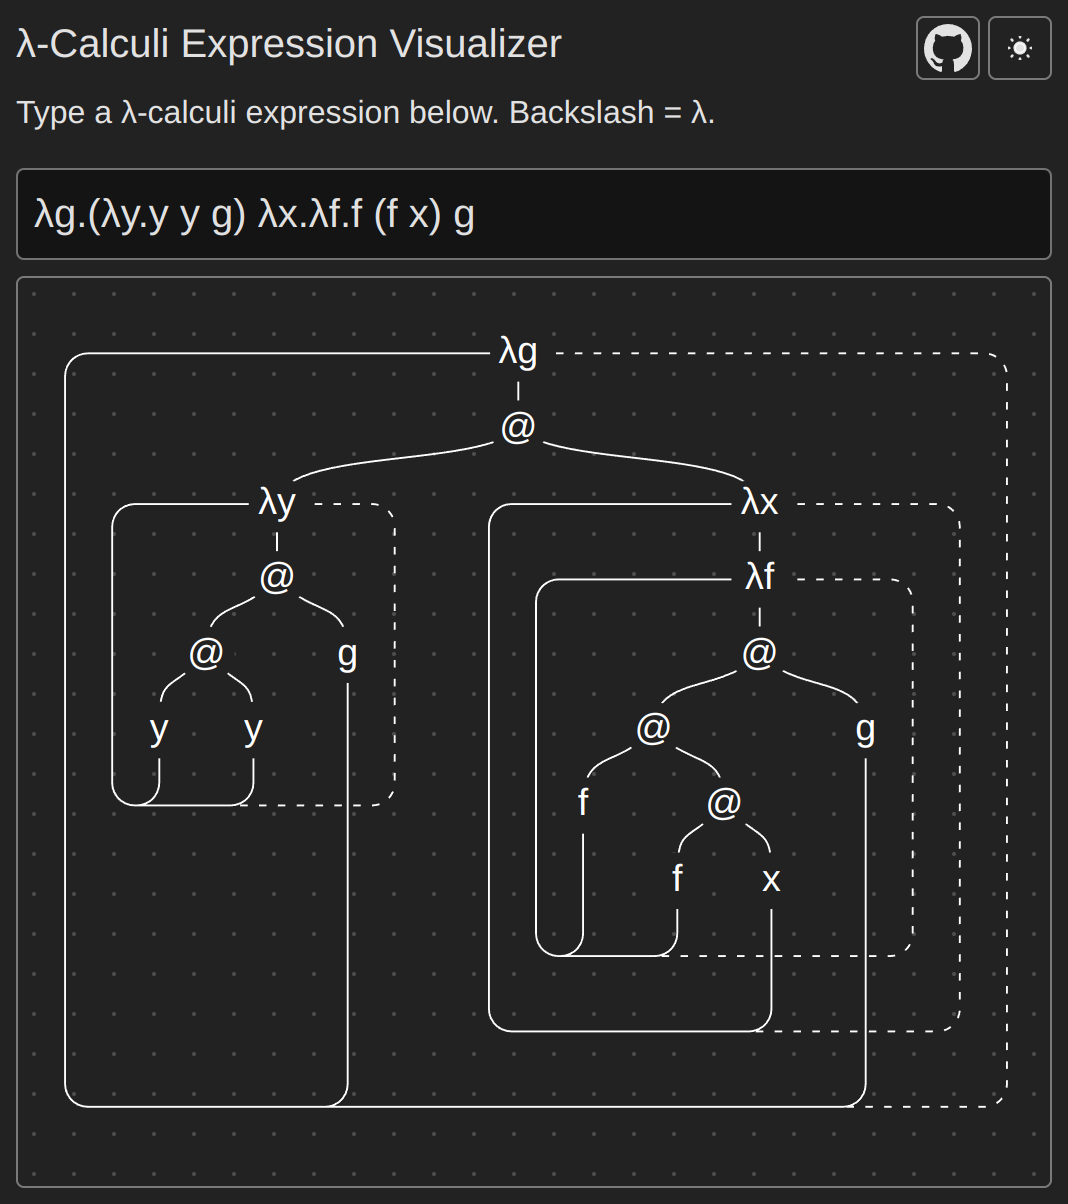 λ-Calculi Expression Visualizer
Type a λ-calculi expression below. Backslash = λ.
λg.(λy.y y g) λx.λf.f (f x) g
λg
@
λy λx
@ λf
@ g @
y y @ g
f @
f x